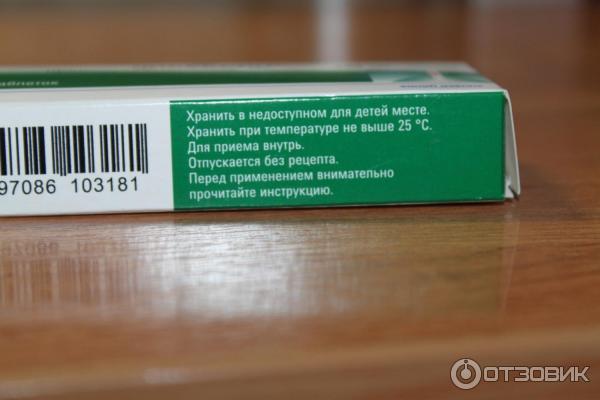 Хранить в недоступном для детей месте.
Хранить при температуре не выше 25 °C.
Для приема внутрь.
Отпускается без рецепта.
Перед применением внимательно
прочитайте инструкцию.
97086 103181
ОТЗОВИК